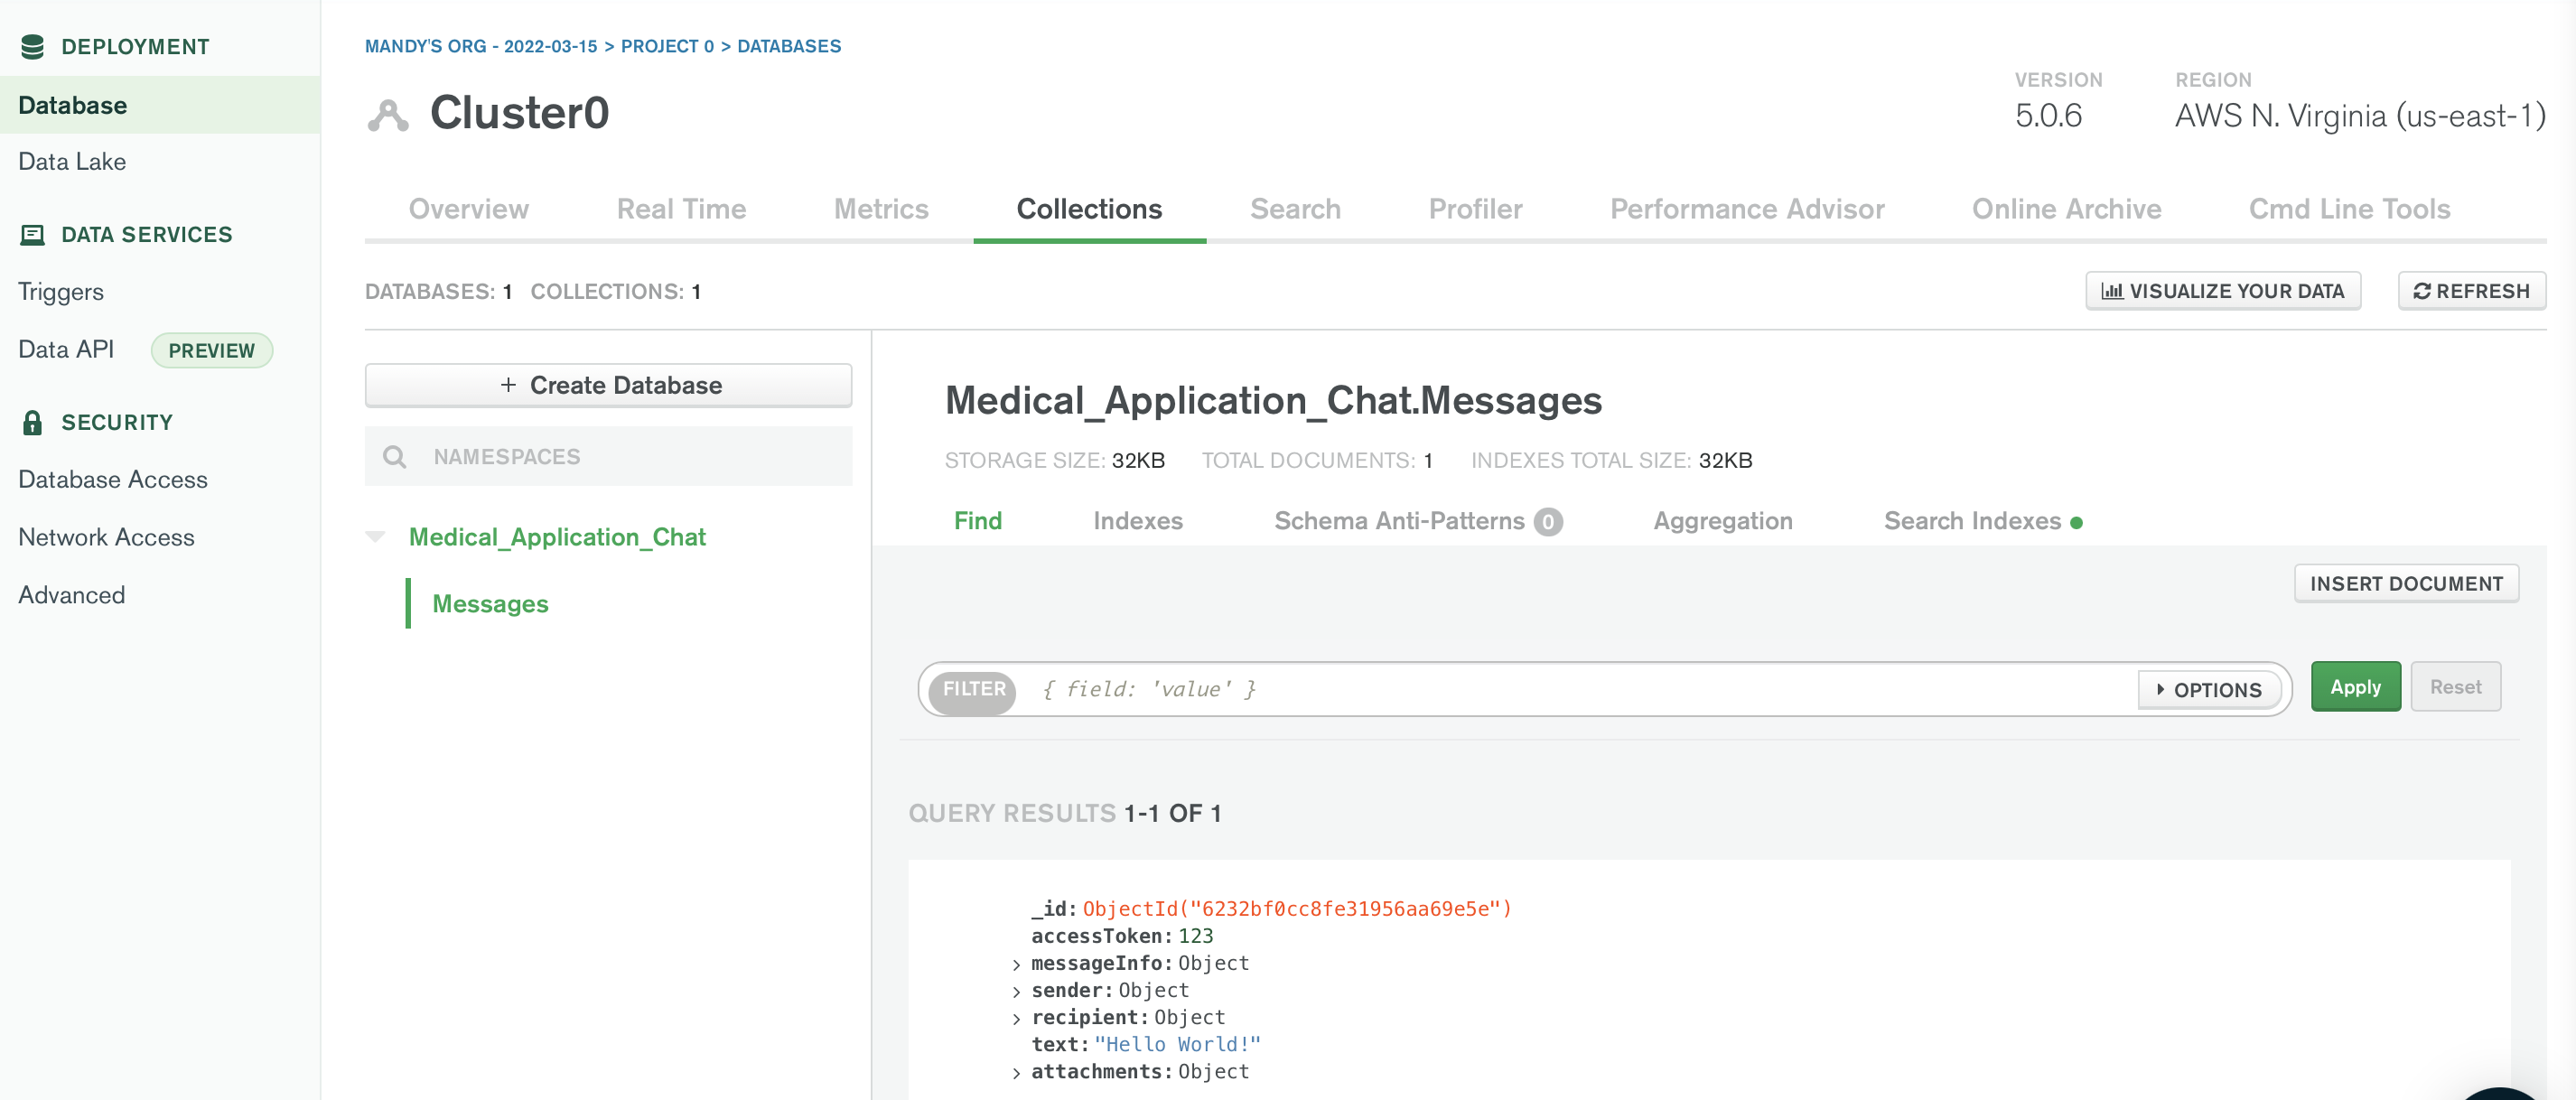 DEPLOYMENT
Database
Data Lake
DATA SERVICES
Triggers
Data API PREVIEW
SECURITY
Database Access
Network Access
Advanced
MANDY'S ORG - 2022-03-15 > PROJECT 0 > DATABASES
Cluster0
VERSION
5.0.6
REGION
AWS N. Virginia (us-east-1)
Overview Real Time Metrics Collections Search Profiler Performance Advisor Online Archive Cmd Line Tools
DATABASES: 1 COLLECTIONS: 1
VISUALIZE YOUR DATA REFRESH
+ Create Database
NAMESPACES
Medical_Application_Chat
Messages
Medical_Application_Chat.Messages
STORAGE SIZE: 32KB TOTAL DOCUMENTS: 1 INDEXES TOTAL SIZE: 32KB
Find Indexes Schema Anti-Patterns 0 Aggregation Search Indexes
INSERT DOCUMENT
FILTER { field: 'value' } OPTIONS Apply Reset
QUERY RESULTS 1-1 OF 1
_id: ObjectId("6232bf0cc8fe31956aa69e5e")
accessToken: 123
messageInfo: Object
sender: Object
recipient: Object
text: "Hello World!"
attachments: Object